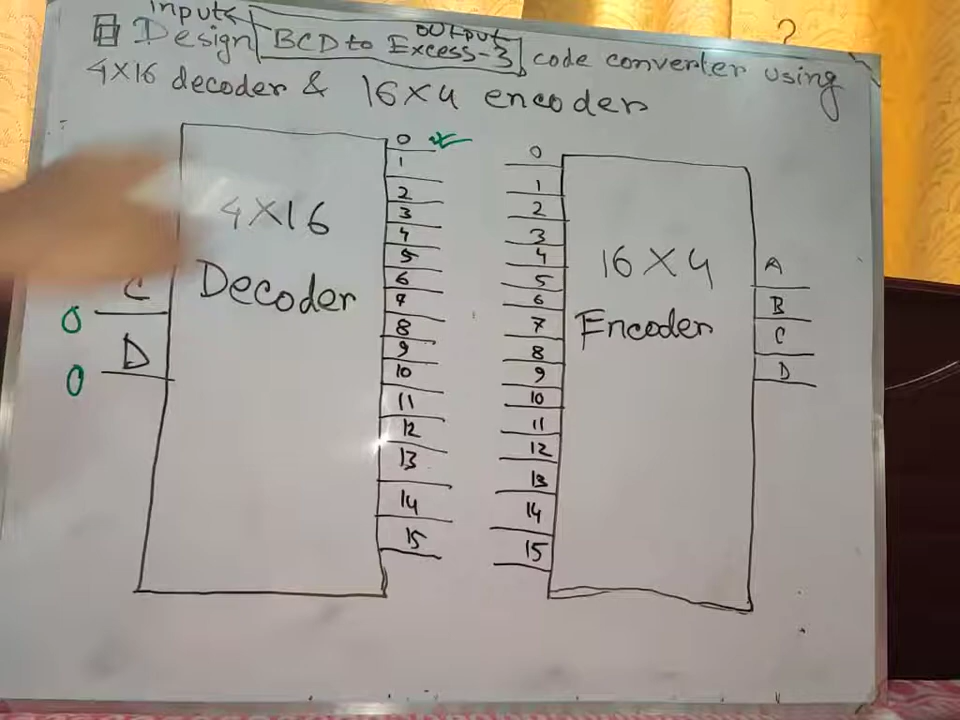 input
output
Design BCD to Excess-3 code converter using ?
4X16 decoder & 16X4 encoder
4X16
Decoder
C
D
0
0
0
1
2
3
4
5
6
7
8
9
10
11
12
13
14
15
0
1
2
3
4
5
6
7
8
9
10
11
12
13
14
15
16X4
Encoder
A
B
C
D